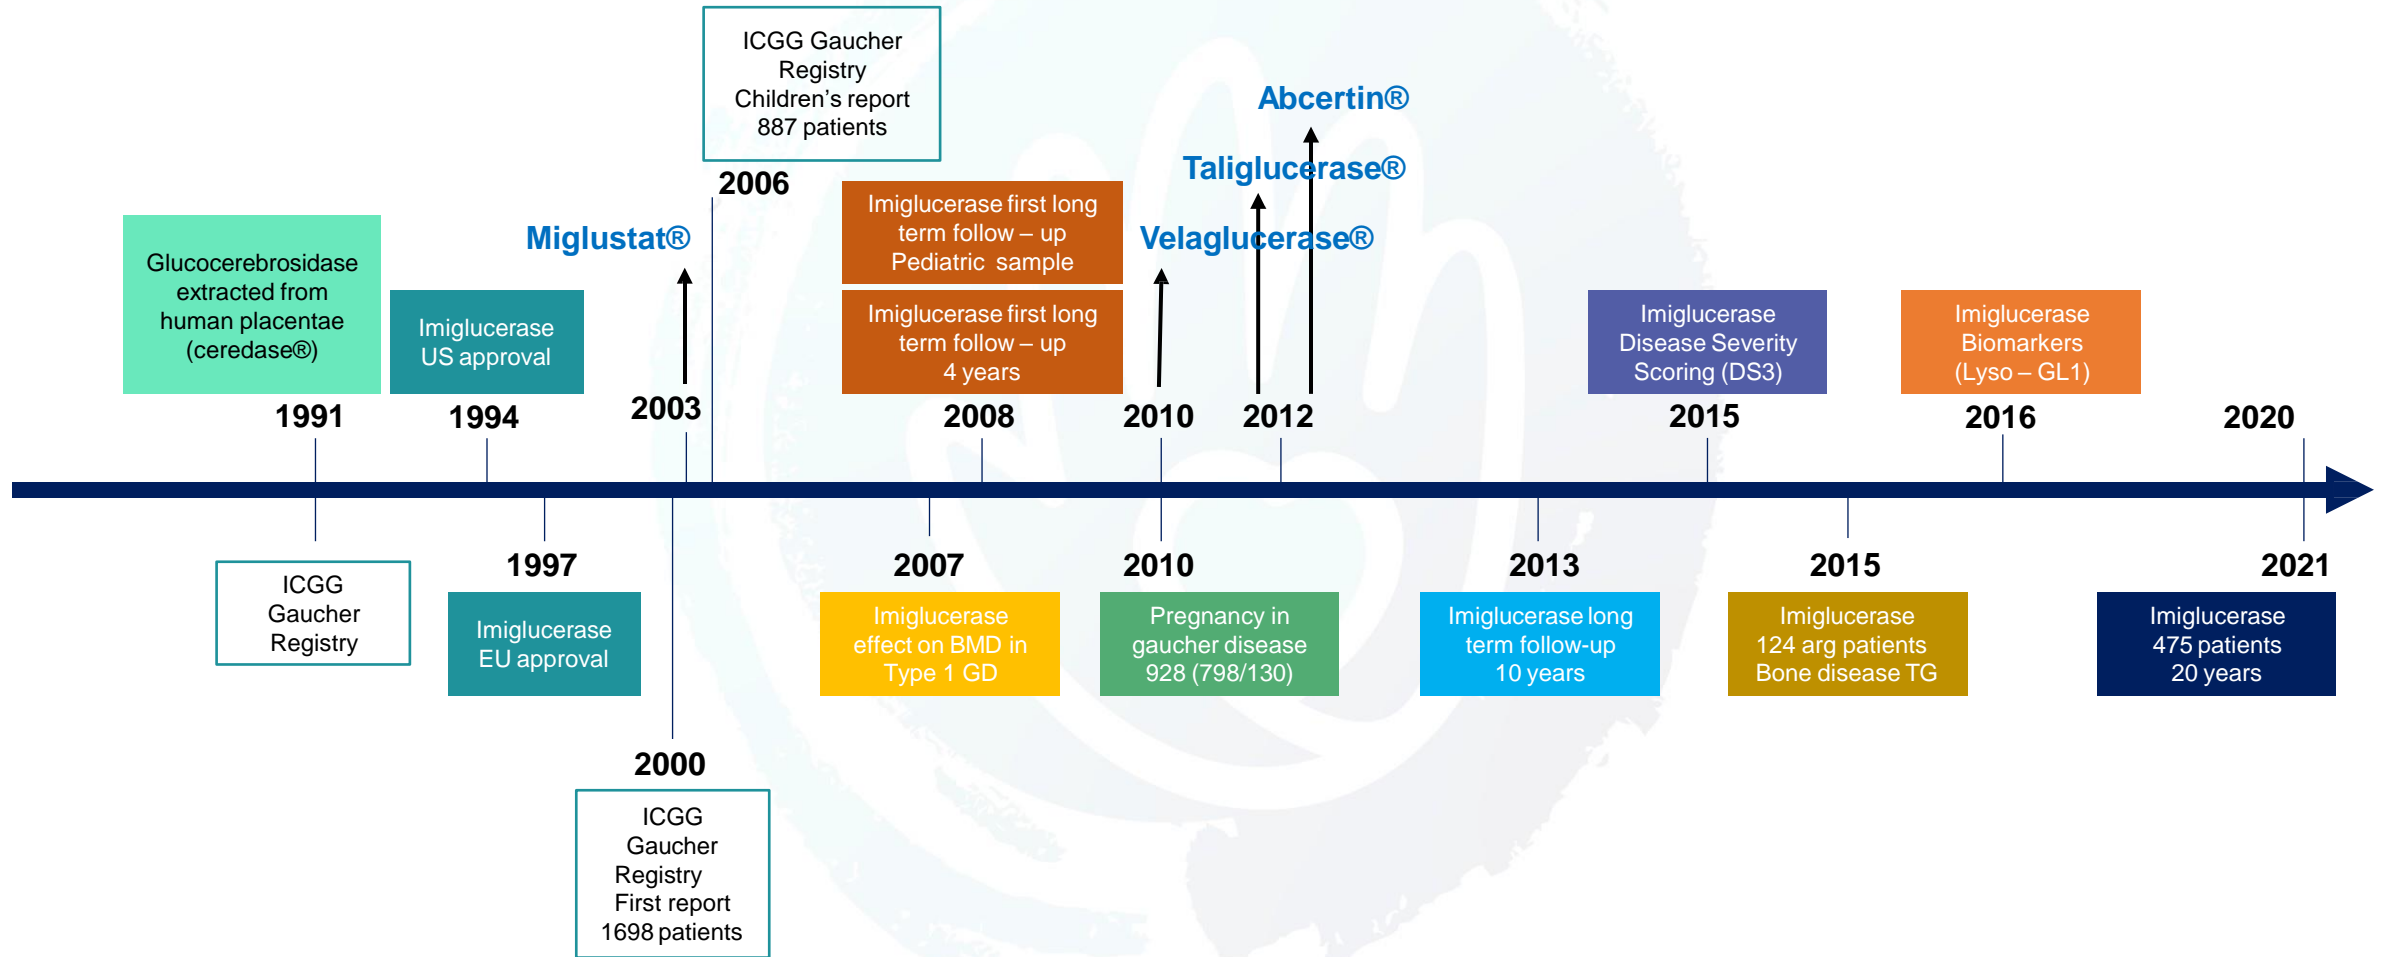 ICGG Gaucher
Registry
Children's report
887 patients
2006
Abcertin®
Taliglucerase®
Velaglucerase®
Miglustat®
Glucocerebrosidase
extracted from
human placentae
(ceredase®)
1991
Imiglucerase
US approval
1994
2003
Imiglucerase first long
term follow – up
Pediatric sample
Imiglucerase first long
term follow – up
4 years
2008
2010
2012
Imiglucerase
Disease Severity
Scoring (DS3)
2015
Imiglucerase
Biomarkers
(Lyso – GL1)
2016
2020
ICGG
Gaucher
Registry
1997
Imiglucerase
EU approval
2000
ICGG
Gaucher
Registry
First report
1698 patients
2007
Imiglucerase
effect on BMD in
Type 1 GD
2010
Pregnancy in
gaucher disease
928 (798/130)
2013
Imiglucerase long
term follow-up
10 years
2015
Imiglucerase
124 arg patients
Bone disease TG
2021
Imiglucerase
475 patients
20 years